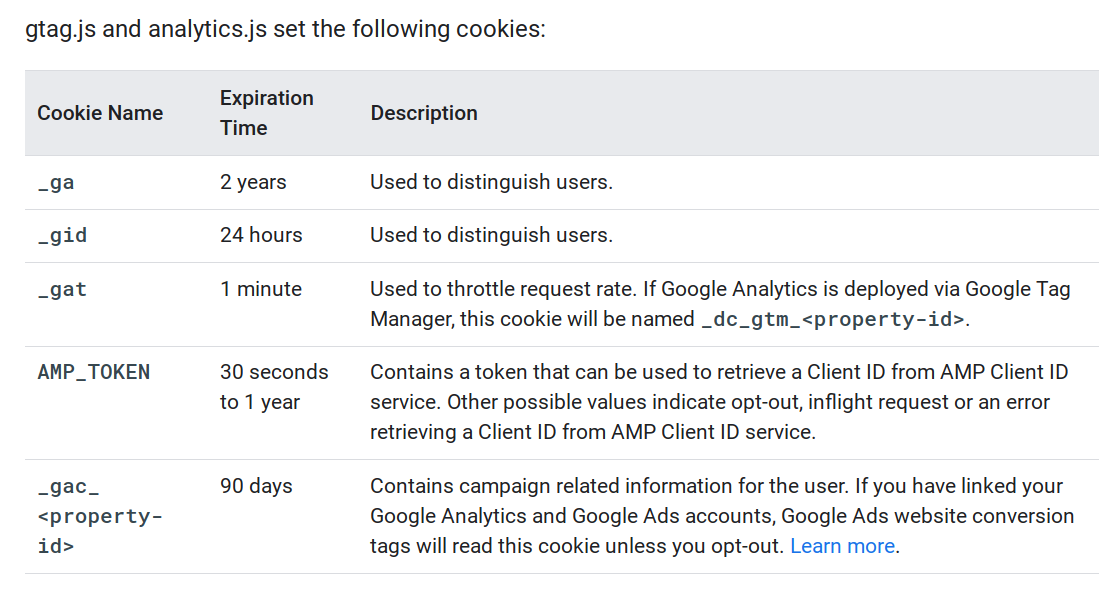 gtag.js and analytics.js set the following cookies:
Cookie Name
Expiration
Time
Description
_ga
2 years
Used to distinguish users.
_gid
24 hours
Used to distinguish users.
_gat
1 minute
Used to throttle request rate. If Google Analytics is deployed via Google Tag
Manager, this cookie will be named _dc_gtm_<property-id>.
AMP_TOKEN
30 seconds
to 1 year
Contains a token that can be used to retrieve a Client ID from AMP Client ID
service. Other possible values indicate opt-out, inflight request or an error
retrieving a Client ID from AMP Client ID service.
_gac_
<property-
id>
90 days
Contains campaign related information for the user. If you have linked your
Google Analytics and Google Ads accounts, Google Ads website conversion
tags will read this cookie unless you opt-out. Learn more.